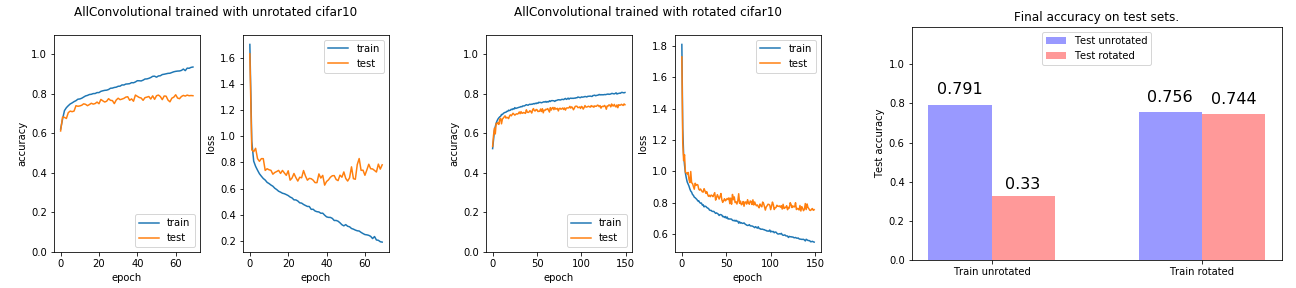 AllConvolutional trained with unrotated cifar10
1.0
0.8
0.6
0.4
0.2
0.0
accuracy
0
20
40
60
epoch
train
test
1.6
1.4
1.2
1.0
0.8
0.6
0.4
0.2
loss
0
20
40
60
epoch
train
test
AllConvolutional trained with rotated cifar10
1.0
0.8
0.6
0.4
0.2
0.0
accuracy
0
50
100
150
epoch
train
test
1.8
1.6
1.4
1.2
1.0
0.8
0.6
loss
0
50
100
150
epoch
train
test
Final accuracy on test sets.
Test unrotated
Test rotated
1.0
0.8
0.6
0.4
0.2
0.0
Test accuracy
0.791
0.33
0.756
0.744
Train unrotated
Train rotated